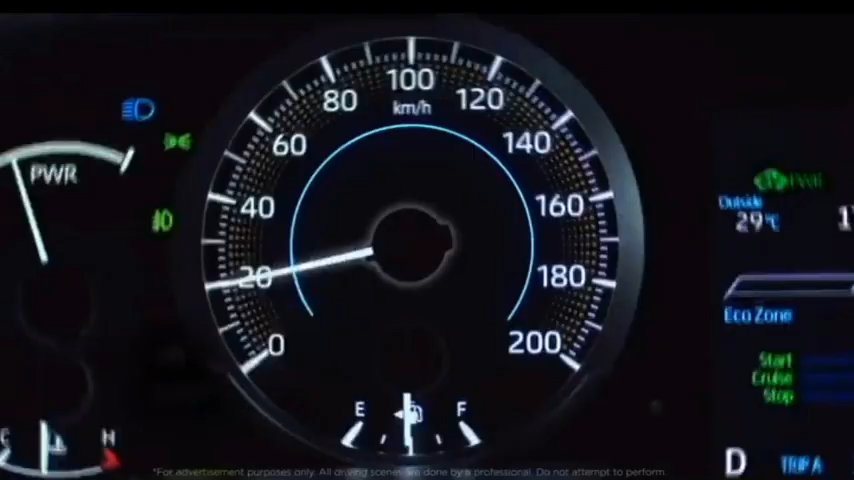 100
km/h
80
120
60
140
PWR
PWR
40
160
Outside
29°C
20
180
Eco Zone
0
200
Start
Cruise
Stop
E
F
H
D
TRIP A
*For advertisement purposes only. All driving scenes are done by a professional. Do not attempt to perform.